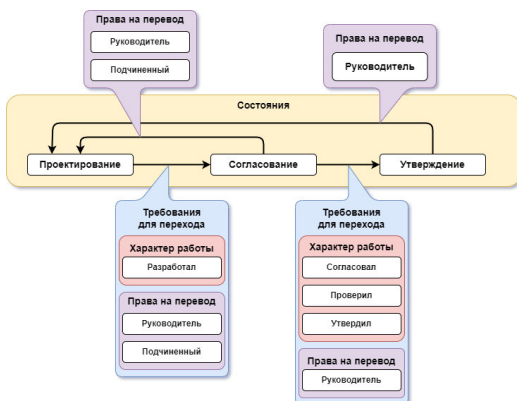 Права на перевод
Руководитель
Подчиненный
Права на перевод
Руководитель
Состояния
Проектирование
Согласование
Утверждение
Требования
для перехода
Характер работы
Разработал
Права на перевод
Руководитель
Подчиненный
Требования
для перехода
Характер работы
Согласовал
Проверил
Утвердил
Права на перевод
Руководитель